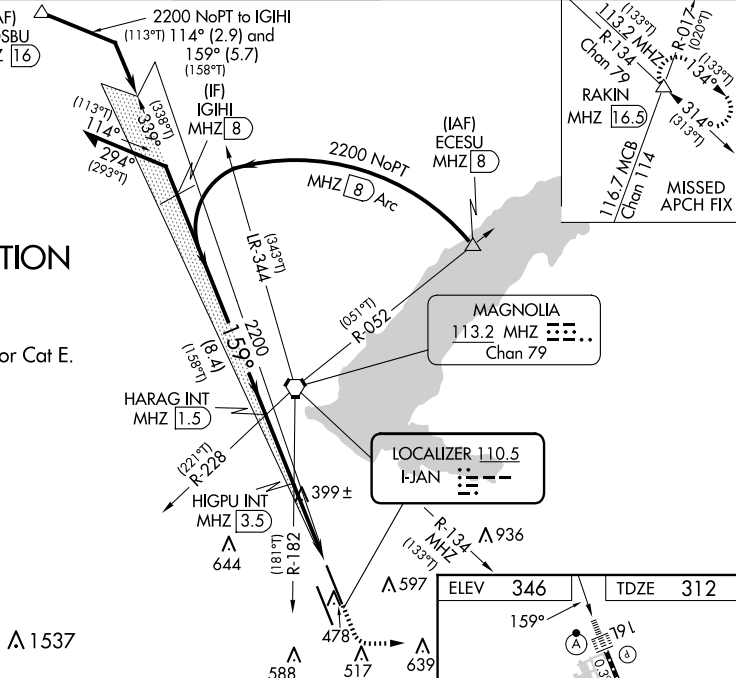 AF)
OSBU
Z 16
2200 NoPT to IGIHI
(113°T) 114° (2.9) and
159° (5.7)
(158°T)
(IF)
IGIHI
MHZ 8
(113°T)
114°
294°
(293°T)
(338°T)
339°
2200 NoPT
MHZ 8 Arc
(IAF)
ECESU
MHZ 8
(343°T)
LR-344
(051°T)
R-052
(133°T)
113.2 MHZ
R-134
Chan 79
R-017
(020°T)
(133°T)
134°
314°
(313°T)
RAKIN
MHZ 16.5
116.7 MCB
Chan 114
MISSED
APCH FIX
TION
or Cat E.
2200
159°
(8.4)
(158°T)
MAGNOLIA
113.2 MHZ
Chan 79
HARAG INT
MHZ 1.5
(221°T)
R-228
LOCALIZER 110.5
I-JAN
HIGPU INT
MHZ 3.5
399 ±
644
(181°T)
R-182
R-134
MHZ
(133°T)
936
597
478
517
639
588
1537
ELEV 346
TDZE 312
159°
16L
A
P